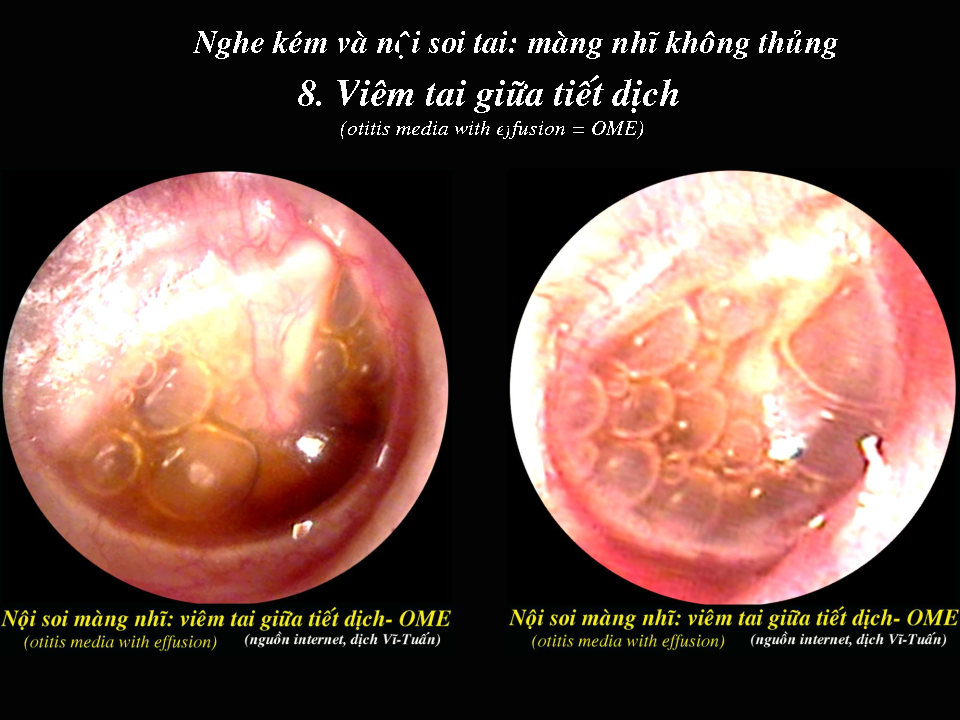 Nghe kém và nội soi tai: màng nhĩ không thủng
8. Viêm tai giữa tiết dịch
(otitis media with effusion = OME)
Nội soi màng nhĩ: viêm tai giữa tiết dịch- OME
(otitis media with effusion) (nguồn internet, dịch Vĩ-Tuấn)
Nội soi màng nhĩ: viêm tai giữa tiết dịch- OME
(otitis media with effusion) (nguồn internet, dịch Vĩ-Tuấn)